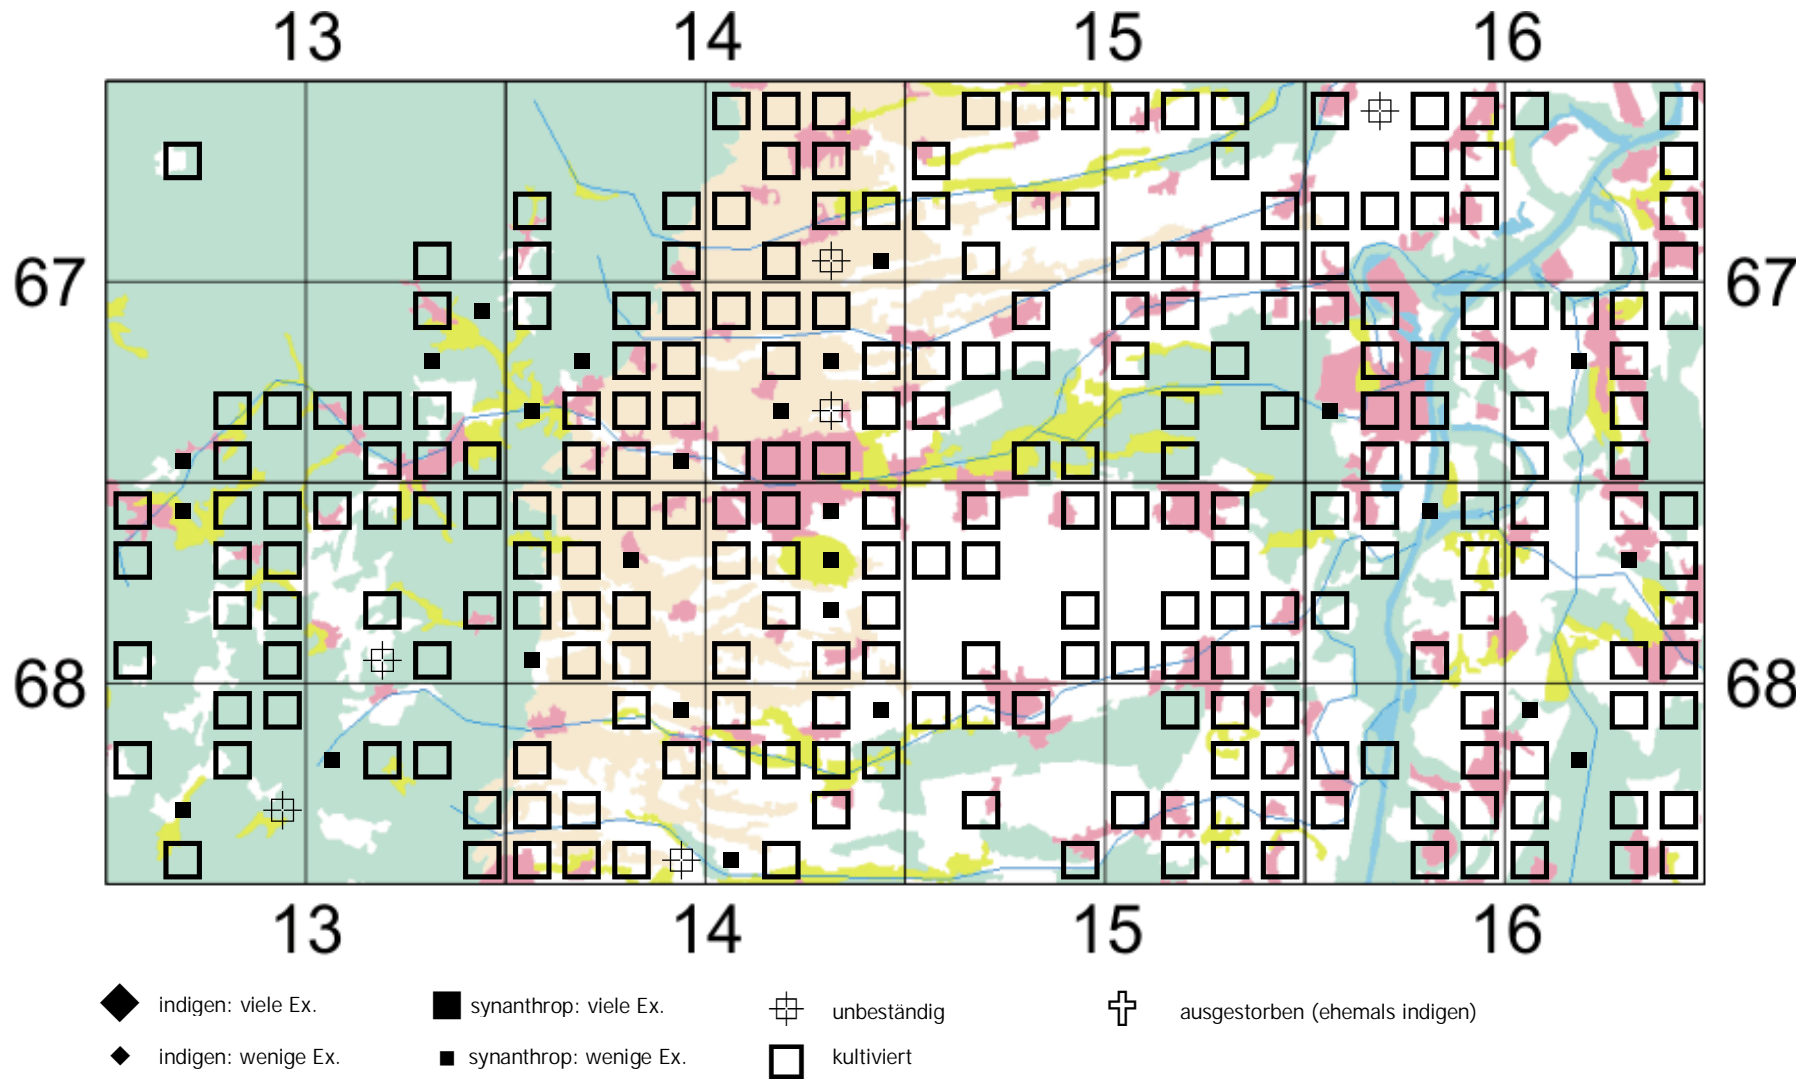 13 14 15 16
67 67
68 68
13 14 15 16
indigen: viele Ex. synanthrop: viele Ex. unbeständig ausgestorben (ehemals indigen)
indigen: wenige Ex. synanthrop: wenige Ex. kultiviert